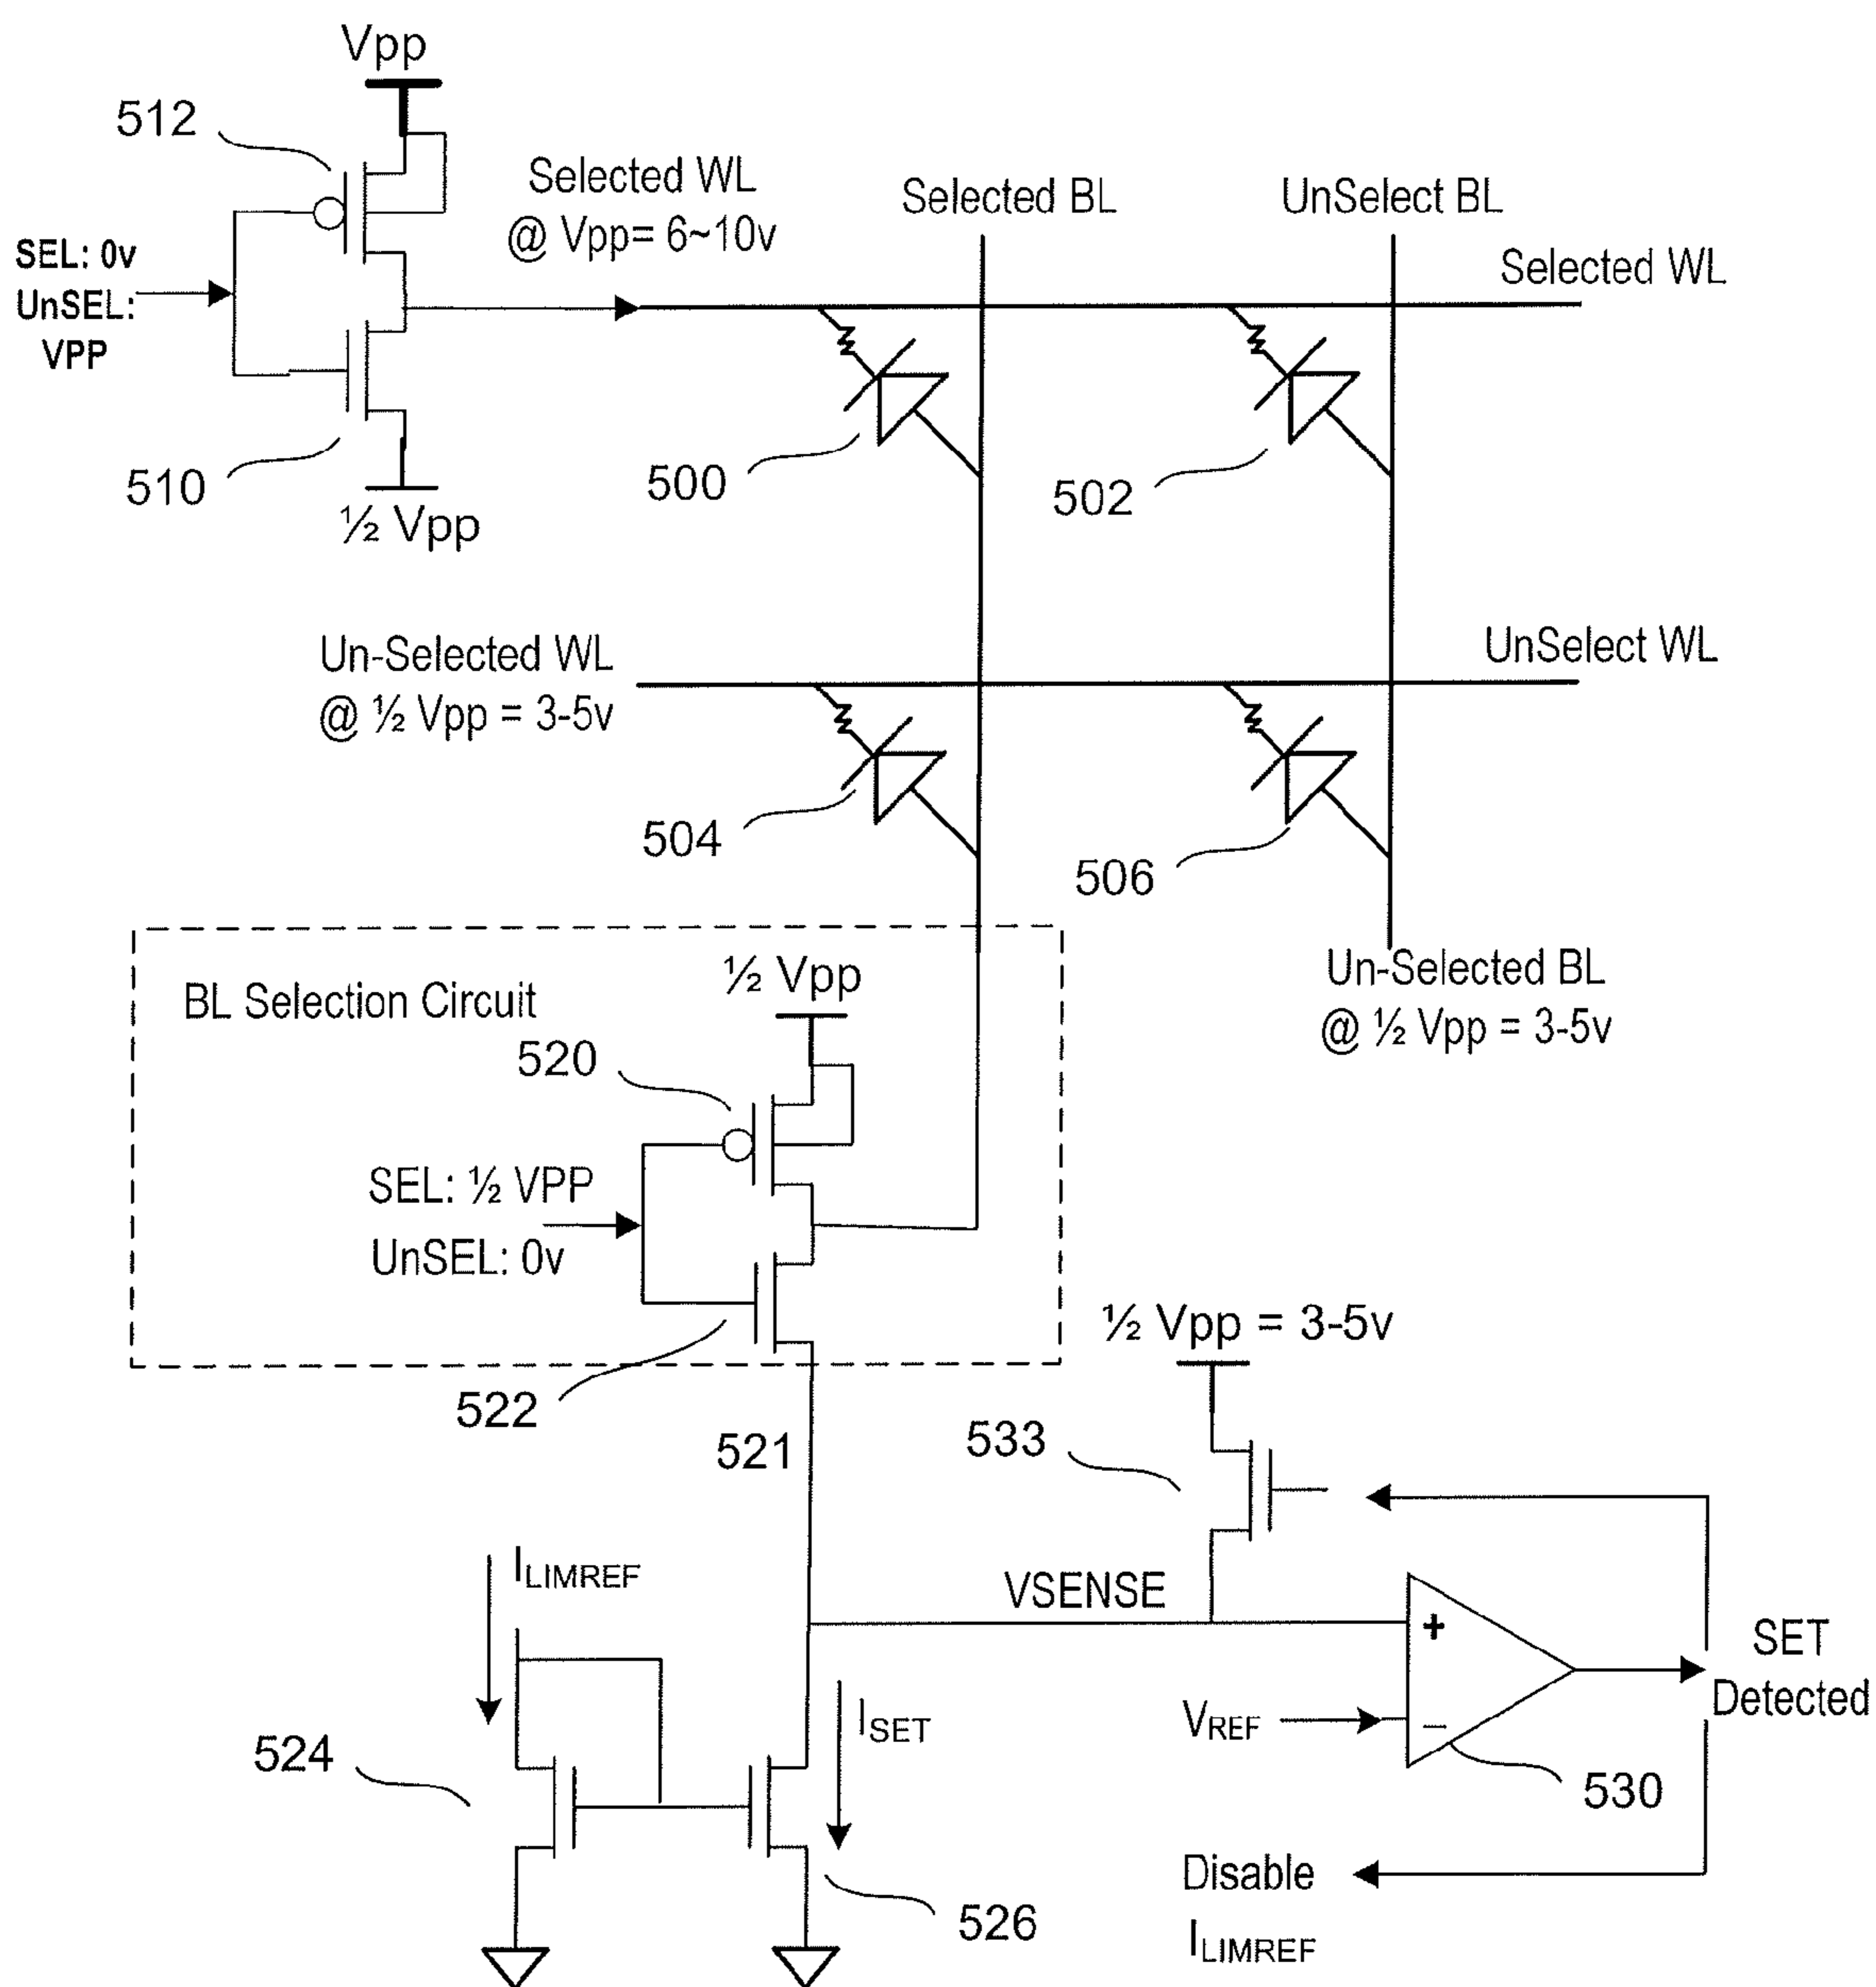 Vpp
512
Selected WL
@ Vpp= 6~10v
Selected BL
UnSelect BL
SEL: 0v
UnSEL:
VPP
Selected WL
510
½ Vpp
500
502
Un-Selected WL
@ ½ Vpp = 3-5v
UnSelect WL
504
506
BL Selection Circuit
½ Vpp
Un-Selected BL
@ ½ Vpp = 3-5v
520
SEL: ½ VPP
UnSEL: 0v
½ Vpp = 3-5v
522
521
533
ILIMREF
VSENSE
+
SET
Detected
ISET
VREF
–
524
530
526
Disable
ILIMREF